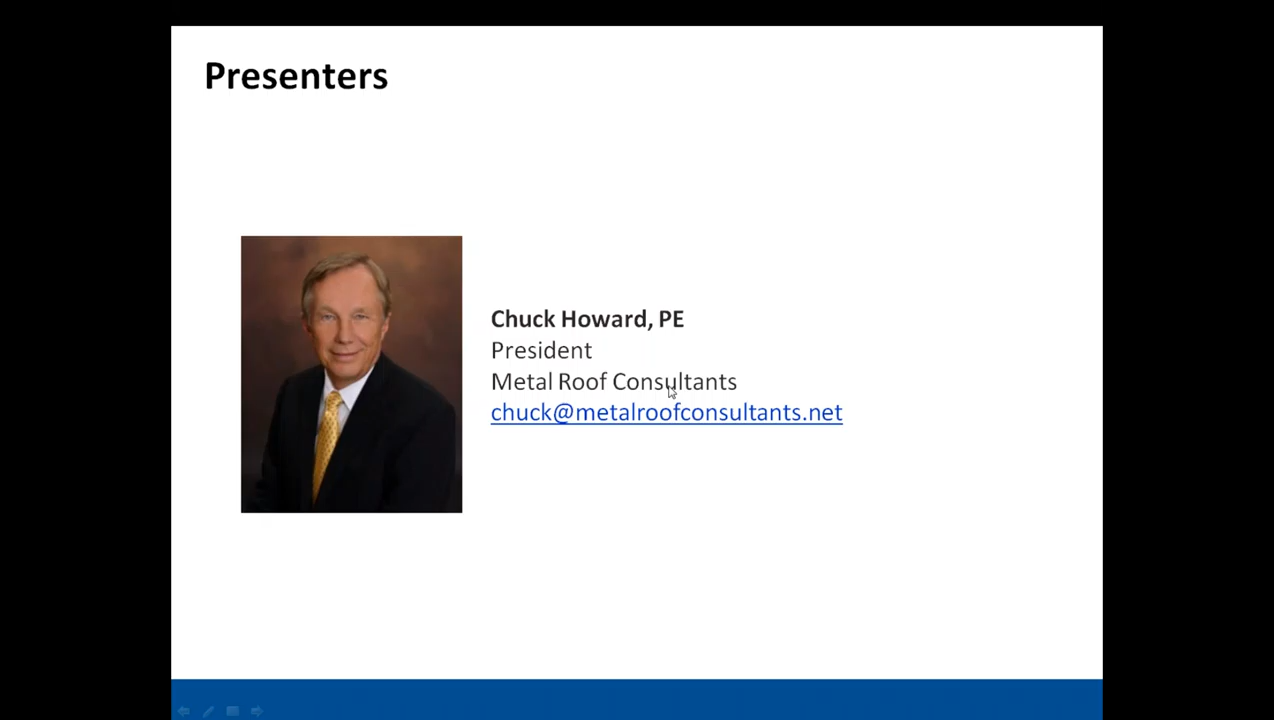 Presenters
Chuck Howard, PE
President
Metal Roof Consultants
chuck@metalroofconsultants.net